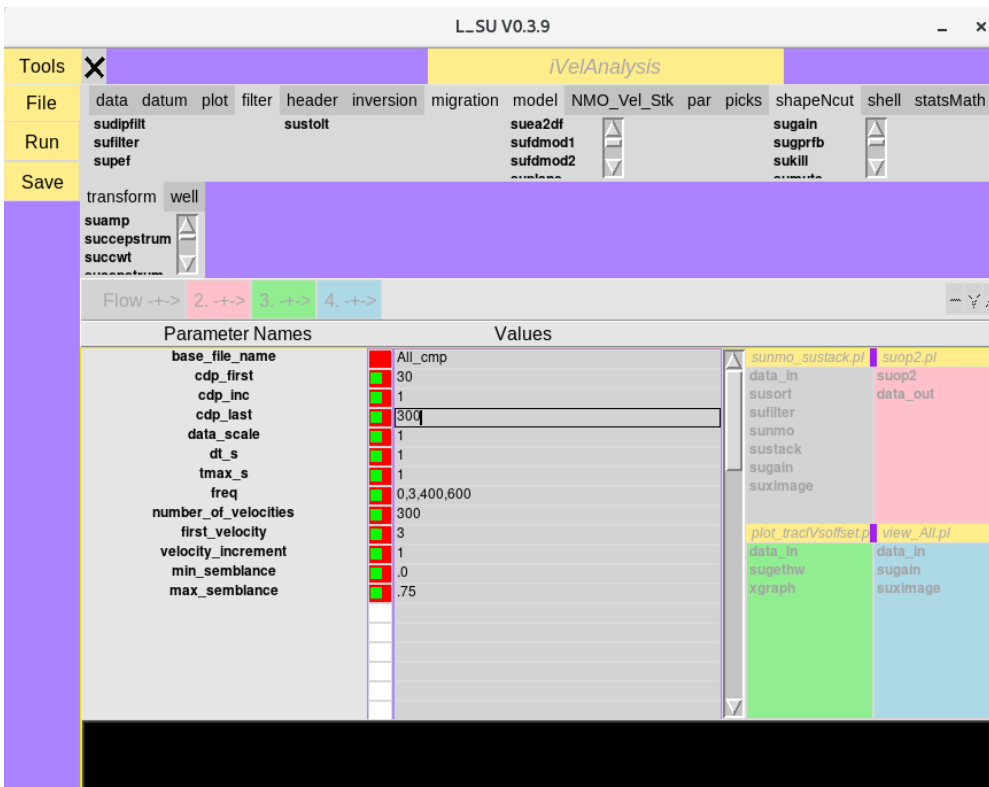 L_SU V0.3.9
Tools
iVelAnalysis
File
data datum plot filter header inversion migration model NMO_Vel_Stk par picks shapeNcut shell statsMath
sudipfilt sustolt suea2df sugain
Run
sufilter sufdmod1 sugprfb
supef sufdmod2 sukill
Save
transform well
suamp
succepstrum
succwt
Flow -+-> 2. -+-> 3. -+-> 4. -+->
Parameter Names Values
base_file_name All_cmp
cdp_first 30
cdp_inc 1
cdp_last 300
data_scale 1
dt_s 1
tmax_s 1
freq 0,3,400,600
number_of_velocities 300
first_velocity 3
velocity_increment 1
min_semblance .0
max_semblance .75
sunmo_sustack.pl
data_in
susort
sufilter
sunmo
sustack
sugain
suximage
suop2.pl
suop2
data_out
plot_traclVsoffset.p
data_in
sugethw
xgraph
view_All.pl
data_in
sugain
suximage